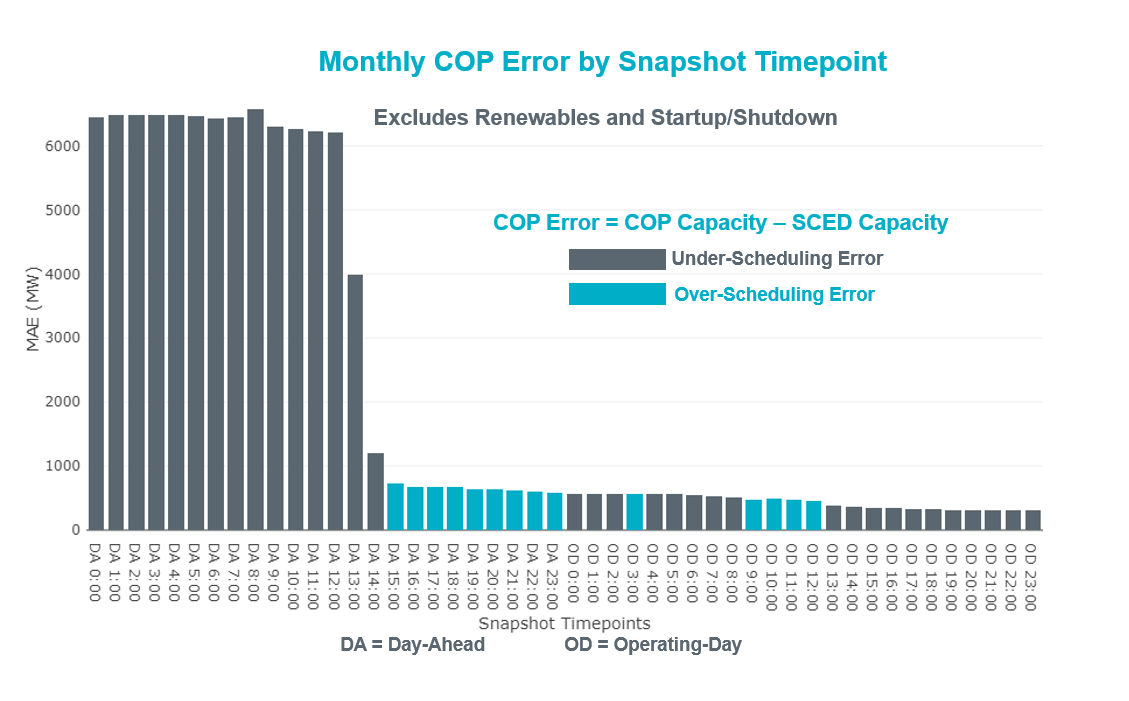 Monthly COP Error by Snapshot Timepoint
Excludes Renewables and Startup/Shutdown
COP Error = COP Capacity – SCED Capacity
Under-Scheduling Error
Over-Scheduling Error
MAE (MW)
6000
5000
4000
3000
2000
1000
0
DA 0:00
DA 1:00
DA 2:00
DA 3:00
DA 4:00
DA 5:00
DA 6:00
DA 7:00
DA 8:00
DA 9:00
DA 10:00
DA 11:00
DA 12:00
DA 13:00
DA 14:00
DA 15:00
DA 16:00
DA 17:00
DA 18:00
DA 19:00
DA 20:00
DA 21:00
DA 22:00
DA 23:00
OD 0:00
OD 1:00
OD 2:00
OD 3:00
OD 4:00
OD 5:00
OD 6:00
OD 7:00
OD 8:00
OD 9:00
OD 10:00
OD 11:00
OD 12:00
OD 13:00
OD 14:00
OD 15:00
OD 16:00
OD 17:00
OD 18:00
OD 19:00
OD 20:00
OD 21:00
OD 22:00
OD 23:00
Snapshot Timepoints
DA = Day-Ahead
OD = Operating-Day